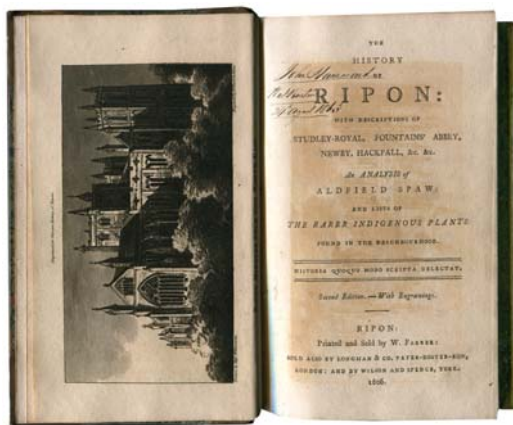 THE
HISTORY
OF
RIPON:
WITH DESCRIPTIONS OF
STUDLEY-ROYAL, FOUNTAINS' ABBEY,
NEWBY, HACKFALL, &c. &c.
An ANALYSIS of
ALDFIELD SPAW;
AND LISTS OF
THE RARER INDIGENOUS PLANTS
FOUND IN THE NEIGHBOURHOOD.
HISTORIA QUOQUO MODO SCRIPTA DELECTAT.
Second Edition.—With Engravings.
RIPON:
Printed and sold by W. FARRER:
SOLD ALSO BY LONGMAN & CO. PATER-NOSTER-ROW,
LONDON: AND BY WILSON AND SPENCE, YORK.
1806.